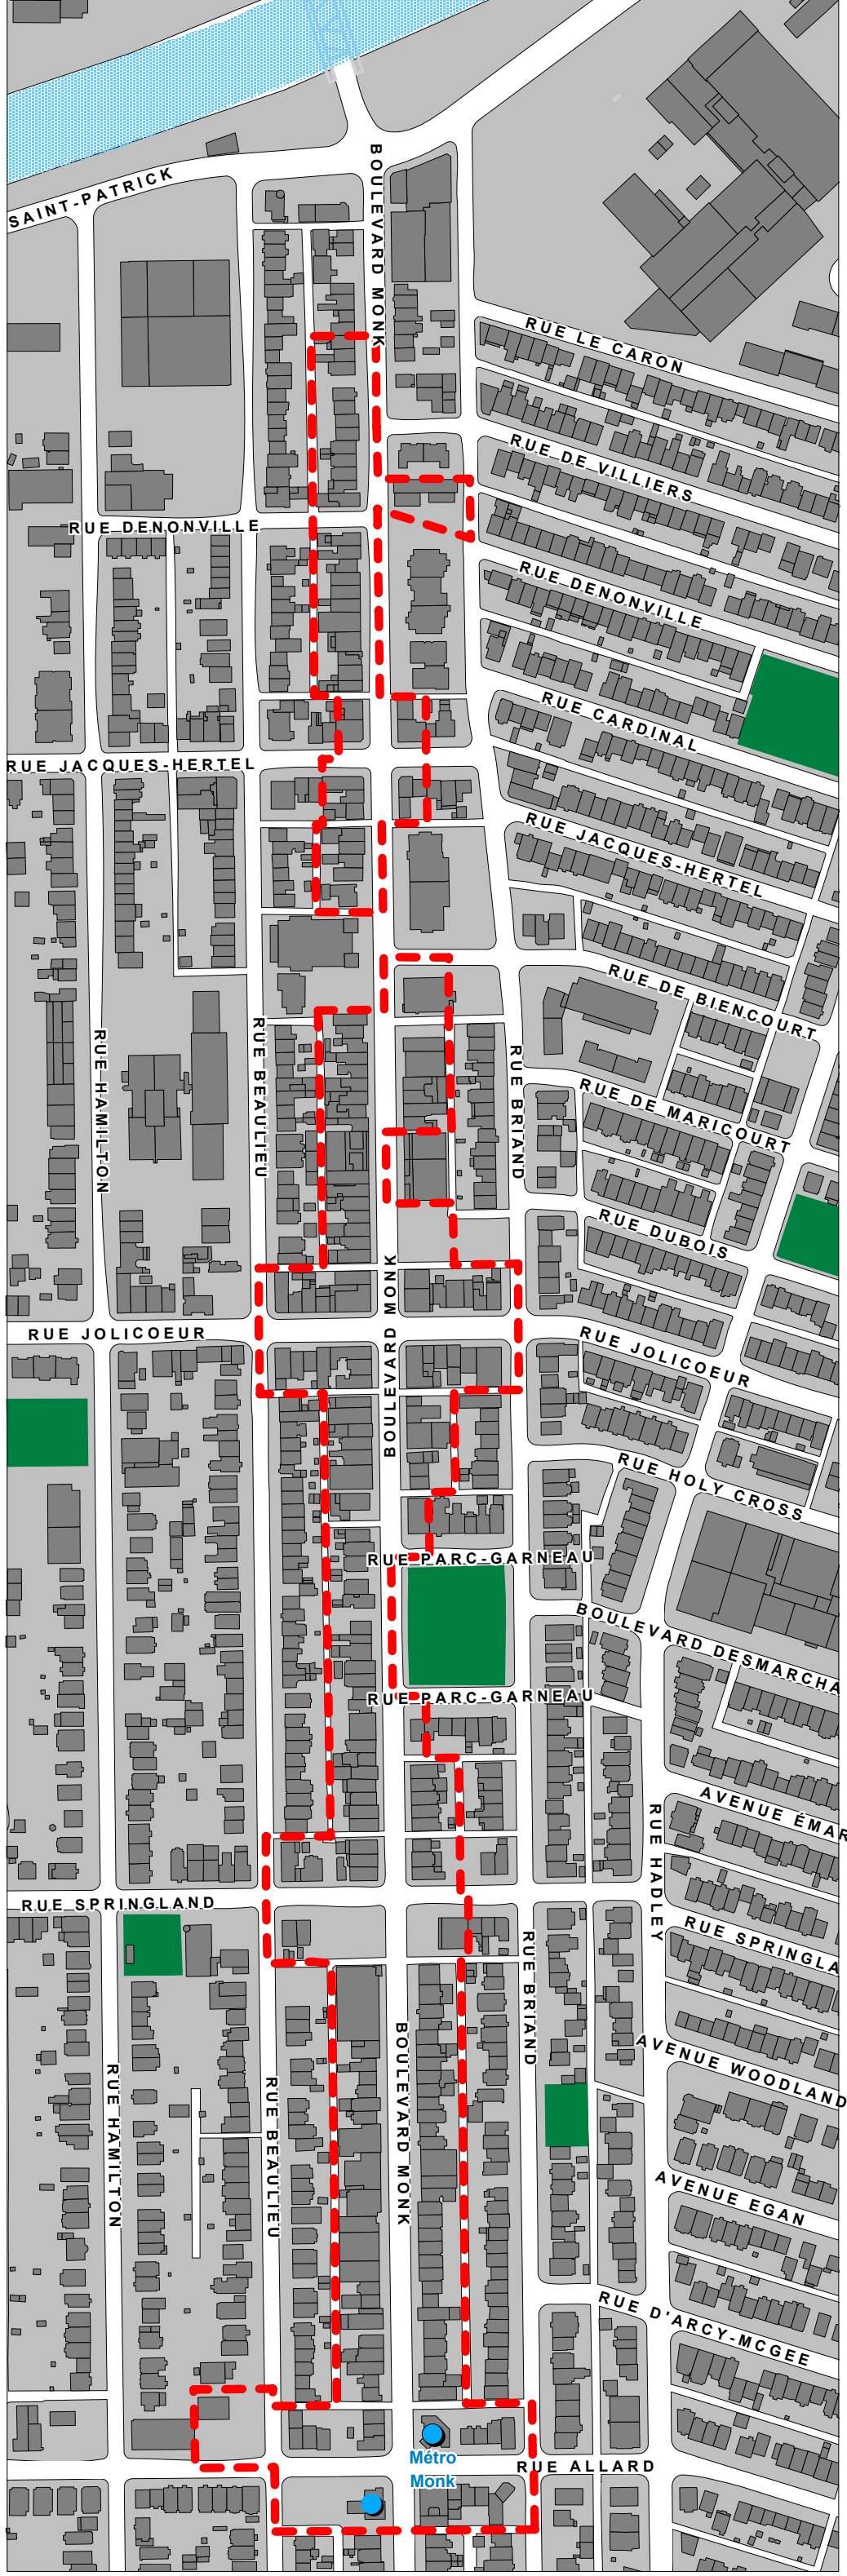 SAINT-PATRICK
BOULEVARD MONK
RUE LE CARON
RUE DE VILLIERS
RUE DENONVILLE
RUE DENONVILLE
RUE CARDINAL
RUE JACQUES-HERTEL
RUE JACQUES-HERTEL
RUE DE BIENCOURT
RUE HAMILTON
RUE BEAULIEU
RUE BRIAND
RUE DE MARICOURT
RUE DUBOIS
BOULEVARD MONK
RUE JOLICOEUR
RUE JOLICOEUR
RUE HOLY CROSS
RUE PARC-GARNEAU
BOULEVARD DESMARCHA
RUE PARC-GARNEAU
AVENUE ÉMAR
RUE HADLEY
RUE SPRINGLAND
RUE SPRINGLA
RUE BRIAND
AVENUE WOODLAND
RUE HAMILTON
RUE BEAULIEU
BOULEVARD MONK
AVENUE EGAN
RUE D'ARCY-MCGEE
Métro
Monk
RUE ALLARD